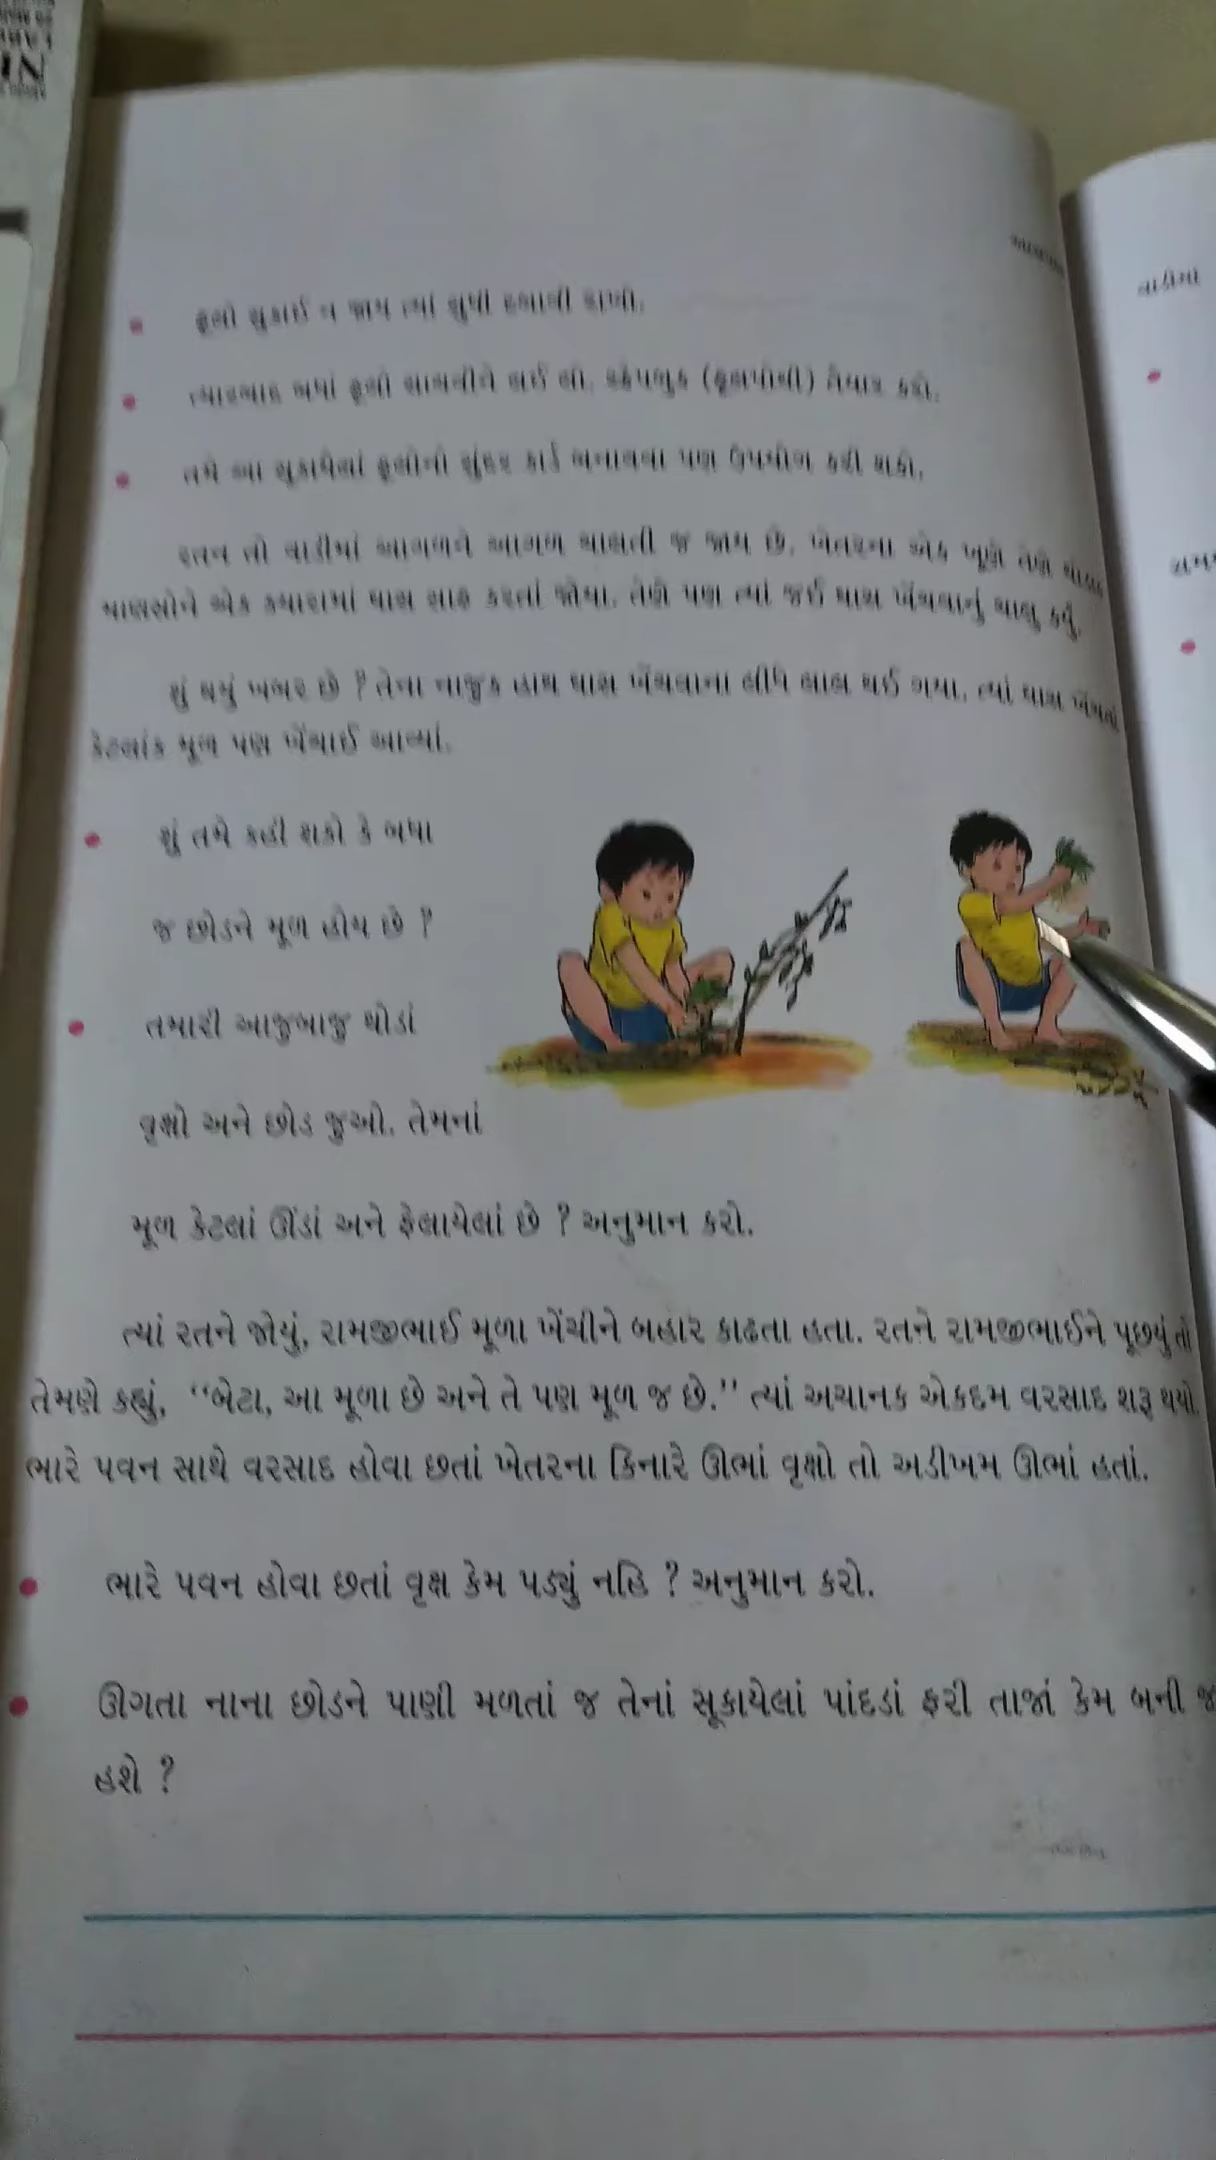 ફૂલો સુકાઈ ન જાય ત્યાં સુધી દબાવી રાખો.
ત્યારબાદ બધાં ફૂલો સાચવીને લઈ લો. સ્ક્રેપબુક (ફૂલપોથી) તૈયાર કરો.
તમે આ સુકાયેલાં ફૂલોનો સુંદર કાર્ડ બનાવવા પણ ઉપયોગ કરી શકો.
રતન તો વાડીમાં આગળને આગળ ચાલતી જ જાય છે. ખેતરના એક ખૂણે તેણે થોડાક
માણસોને એક ક્યારામાં ઘાસ સાફ કરતાં જોયા. તેણે પણ ત્યાં જઈ ઘાસ ખેંચવાનું ચાલુ કર્યું.
શું થયું ખબર છે ? તેના નાજુક હાથ ઘાસ ખેંચવાના લીધે લાલ થઈ ગયા. ત્યાં ઘાસ ખેંચતાં
કેટલાંક મૂળ પણ ખેંચાઈ આવ્યાં.
શું તમે કહી શકો કે બધા
જ છોડને મૂળ હોય છે ?
તમારી આજુબાજુ થોડાં
વૃક્ષો અને છોડ જુઓ. તેમનાં
મૂળ કેટલાં ઊંડાં અને ફેલાયેલાં છે ? અનુમાન કરો.
ત્યાં રતને જોયું, રામજીભાઈ મૂળા ખેંચીને બહાર કાઢતા હતા. રતને રામજીભાઈને પૂછ્યું તો
તેમણે કહ્યું, “બેટા, આ મૂળા છે અને તે પણ મૂળ જ છે.” ત્યાં અચાનક એકદમ વરસાદ શરૂ થયો.
ભારે પવન સાથે વરસાદ હોવા છતાં ખેતરના કિનારે ઊભાં વૃક્ષો તો અડીખમ ઊભાં હતાં.
ભારે પવન હોવા છતાં વૃક્ષ કેમ પડ્યું નહિ ? અનુમાન કરો.
ઊગતા નાના છોડને પાણી મળતાં જ તેનાં સૂકાયેલાં પાંદડાં ફરી તાજાં કેમ બની જ
હશે ?
વાડીમાં